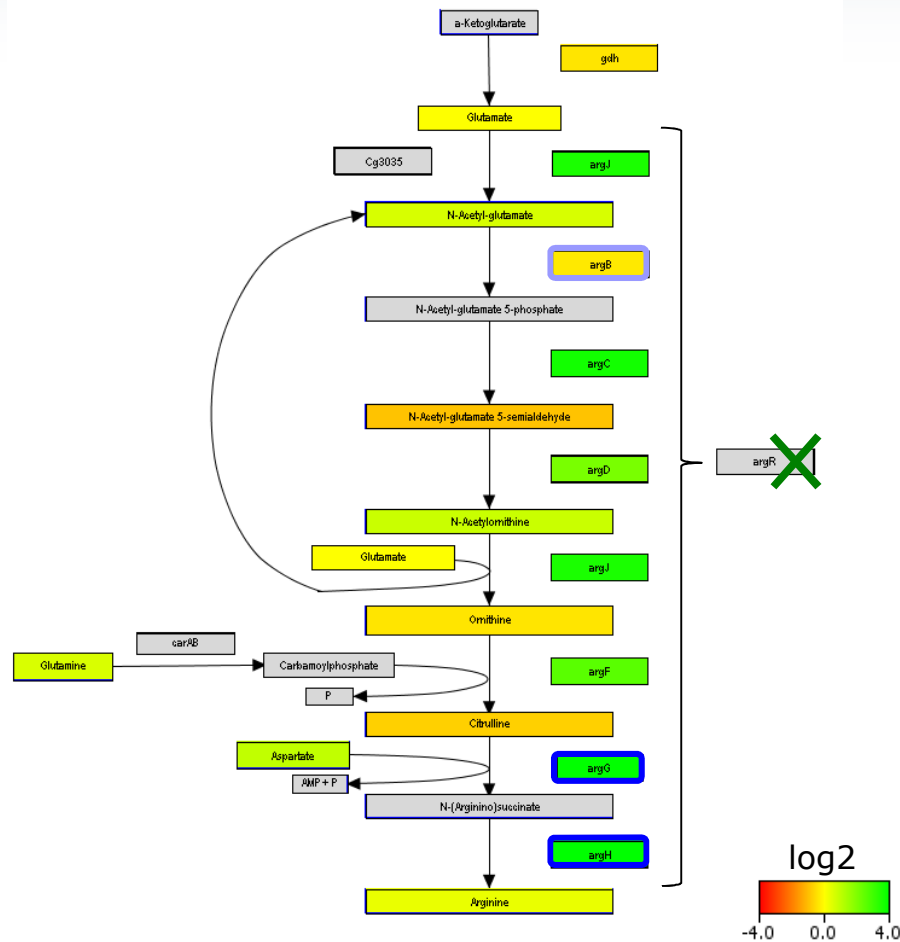 a-Ketoglutarate
gdh
Glutamate
Cg3035
argJ
N-Acetyl-glutamate
argB
N-Acetyl-glutamate 5-phosphate
argC
N-Acetyl-glutamate 5-semialdehyde
argR
argD
N-Acetylornithine
Glutamate
argJ
Ornithine
carAB
Glutamine
Carbamoylphosphate
argF
P
Citrulline
Aspartate
argG
AMP + P
N-(Arginino)succinate
argH
log2
Arginine
-4.0 0.0 4.0